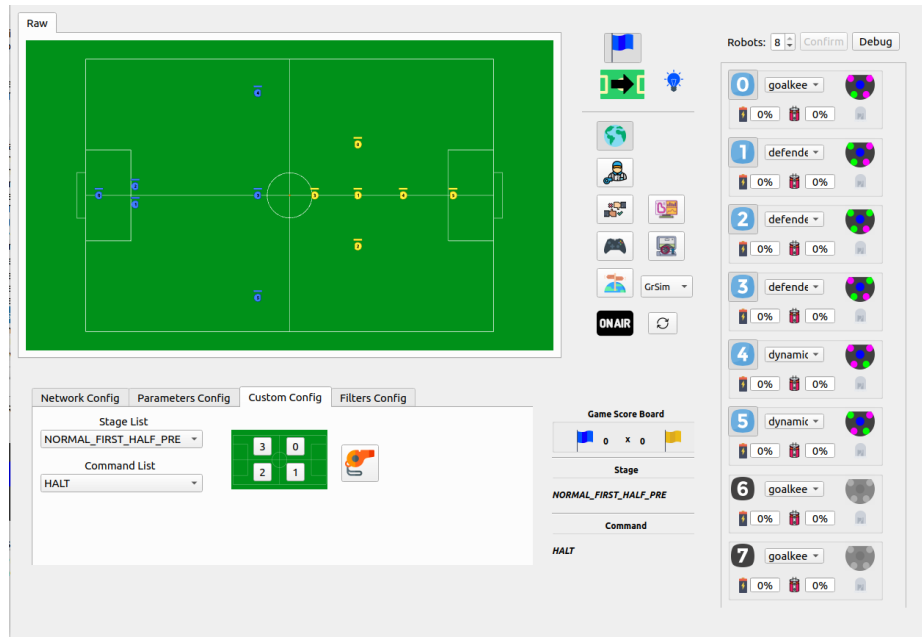 Raw
Robots: 8 Confirm Debug
0 goalkee
0% 0%
1 defende
0% 0%
2 defende
0% 0%
3 defende
0% 0%
4 dynamic
0% 0%
5 dynamic
0% 0%
6 goalkee
0% 0%
7 goalkee
0% 0%
GrSim
ON AIR
Network Config Parameters Config Custom Config Filters Config
Stage List
NORMAL_FIRST_HALF_PRE
Command List
HALT
3 0
2 1
Game Score Board
0 x 0
Stage
NORMAL_FIRST_HALF_PRE
Command
HALT